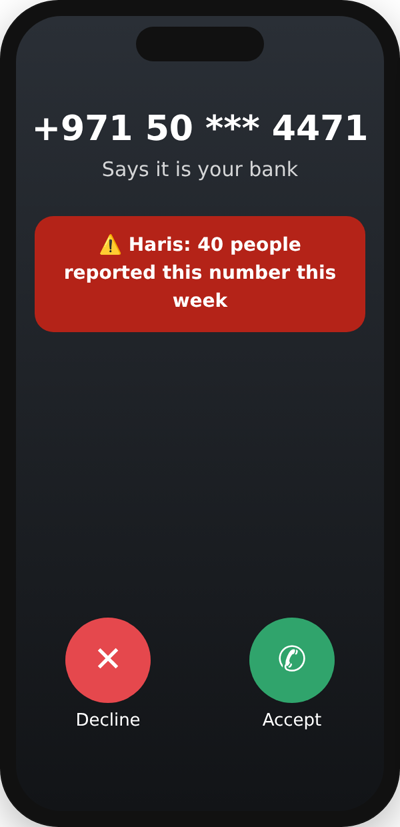 +971 50 *** 4471
Says it is your bank
⚠️ Haris: 40 people
reported this number this
week
Decline
Accept